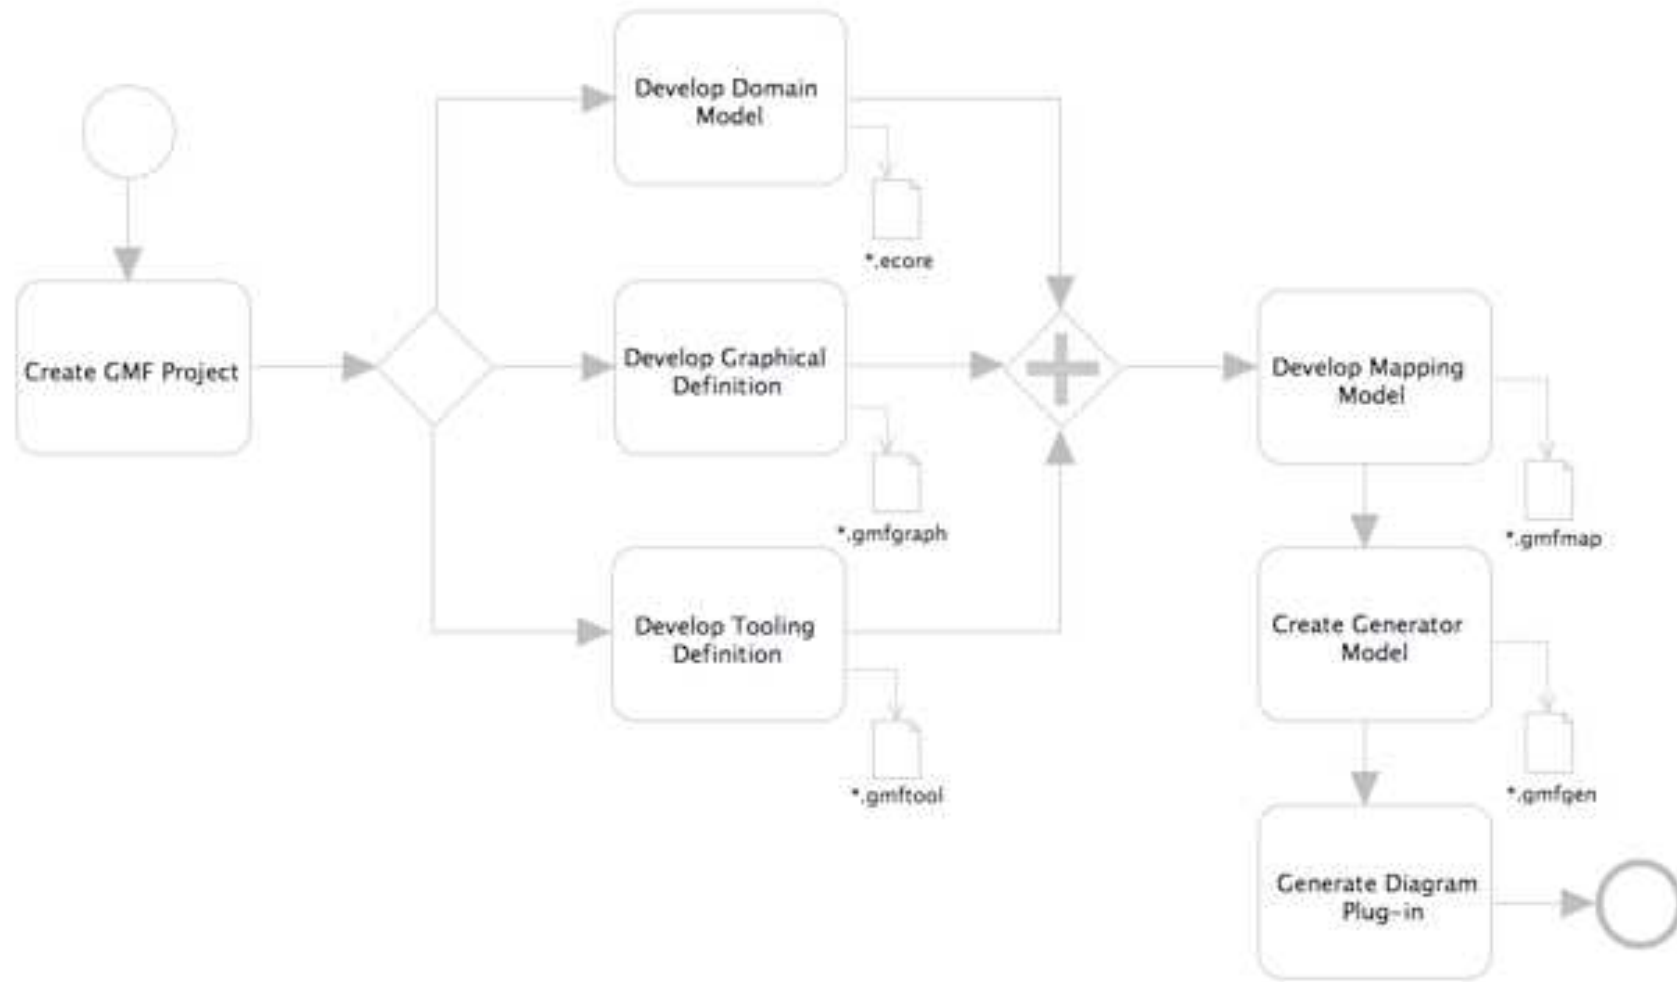 Develop Domain
Model
*.ecore
Create GMF Project
Develop Graphical
Definition
*.gmfgraph
Develop Tooling
Definition
*.gmftool
Develop Mapping
Model
*.gmfmap
Create Generator
Model
*.gmfgen
Generate Diagram
Plug-in